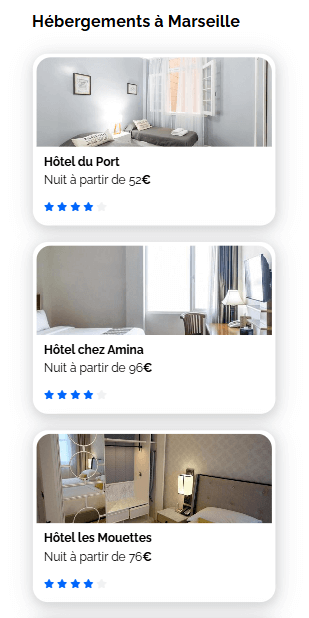 Hébergements à Marseille
Hôtel du Port
Nuit à partir de 52€
Hôtel chez Amina
Nuit à partir de 96€
Hôtel les Mouettes
Nuit à partir de 76€